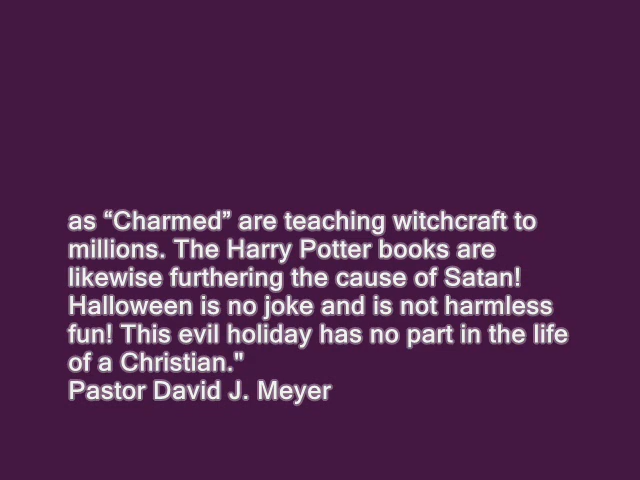 as “Charmed” are teaching witchcraft to
millions. The Harry Potter books are
likewise furthering the cause of Satan!
Halloween is no joke and is not harmless
fun! This evil holiday has no part in the life
of a Christian."
Pastor David J. Meyer